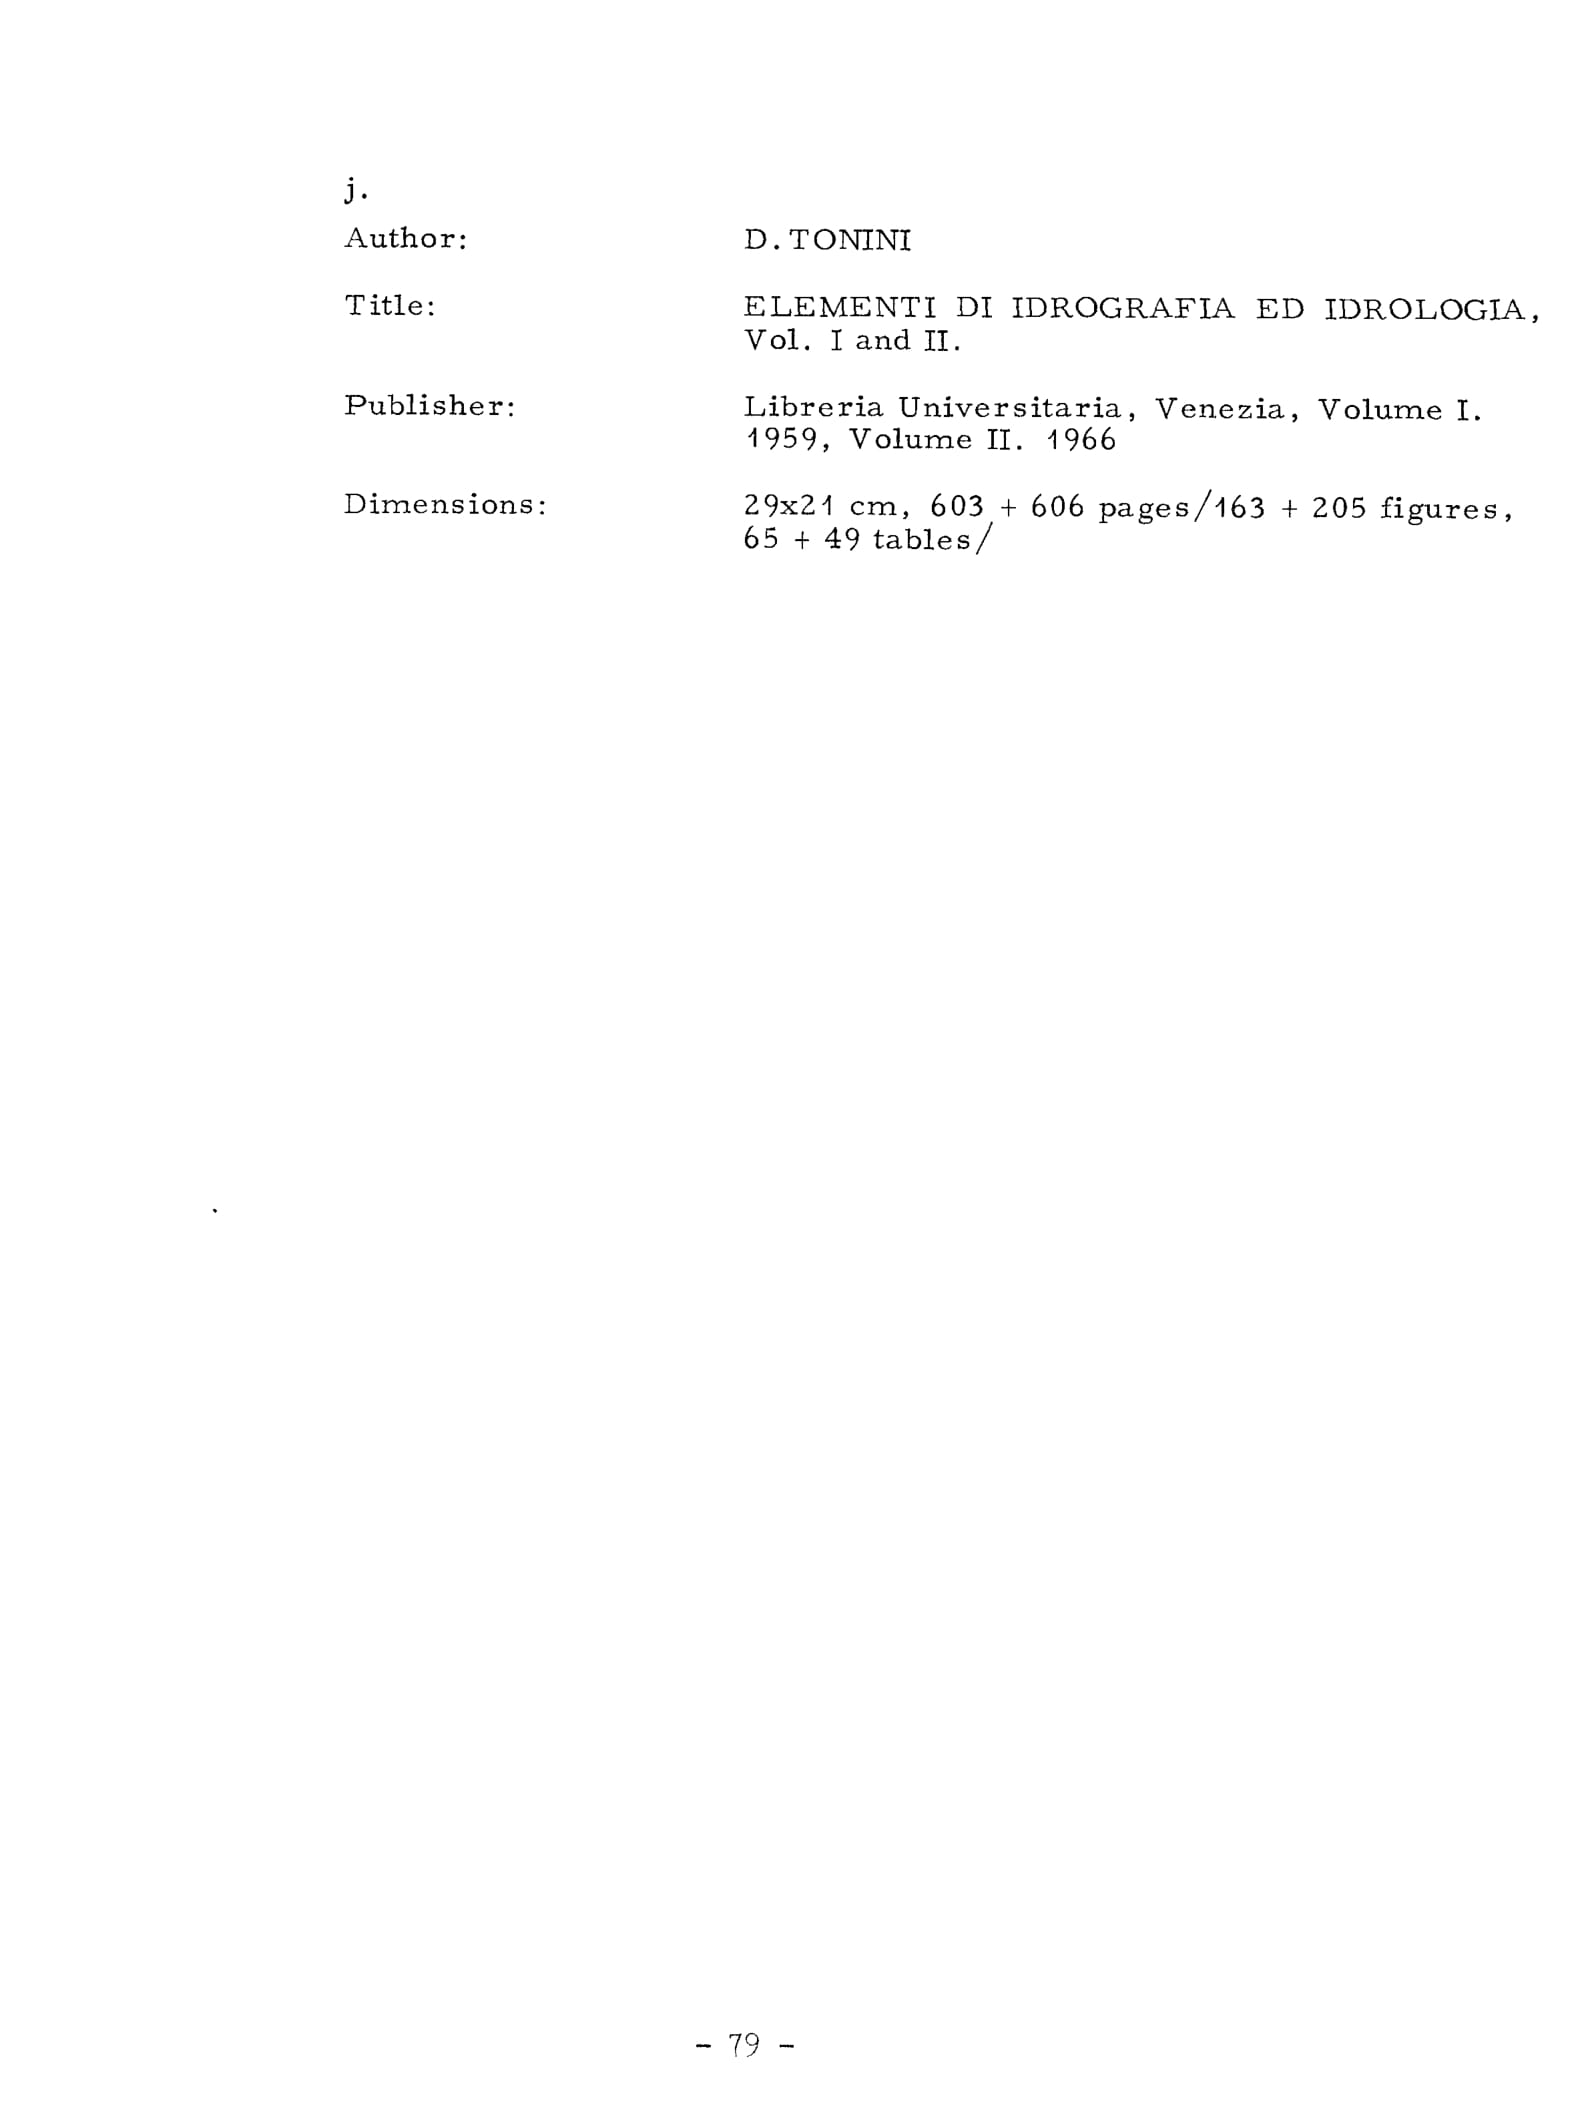 j.
Author: D. TONINI
Title: ELEMENTI DI IDROGRAFIA ED IDROLOGIA,
Vol. I and II.
Publisher: Libreria Universitaria, Venezia, Volume I.
1959, Volume II. 1966
Dimensions: 29x21 cm, 603 + 606 pages/163 + 205 figures,
65 + 49 tables/
- 79 -